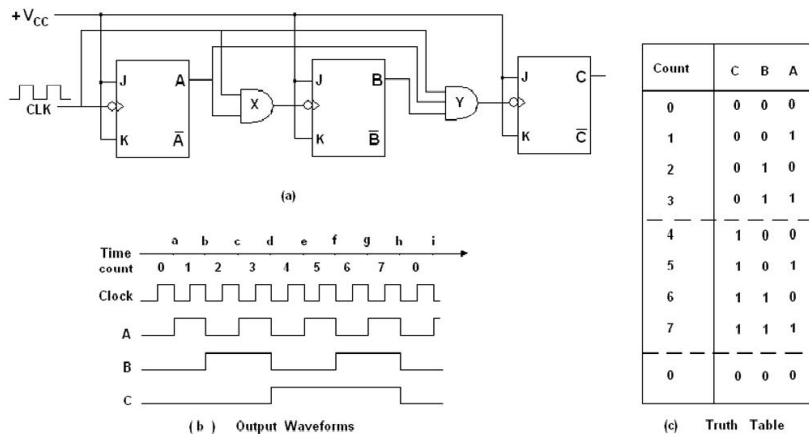 + VCC
J A
X
J B
Y
J C
CLK
K A̅
K B̅
K C̅
(a)
a b c d e f g h i
Time
count 0 1 2 3 4 5 6 7 0
Clock
A
B
C
( b ) Output Waveforms
Count C B A
0 0 0 0
1 0 0 1
2 0 1 0
3 0 1 1
4 1 0 0
5 1 0 1
6 1 1 0
7 1 1 1
0 0 0 0
(c) Truth Table